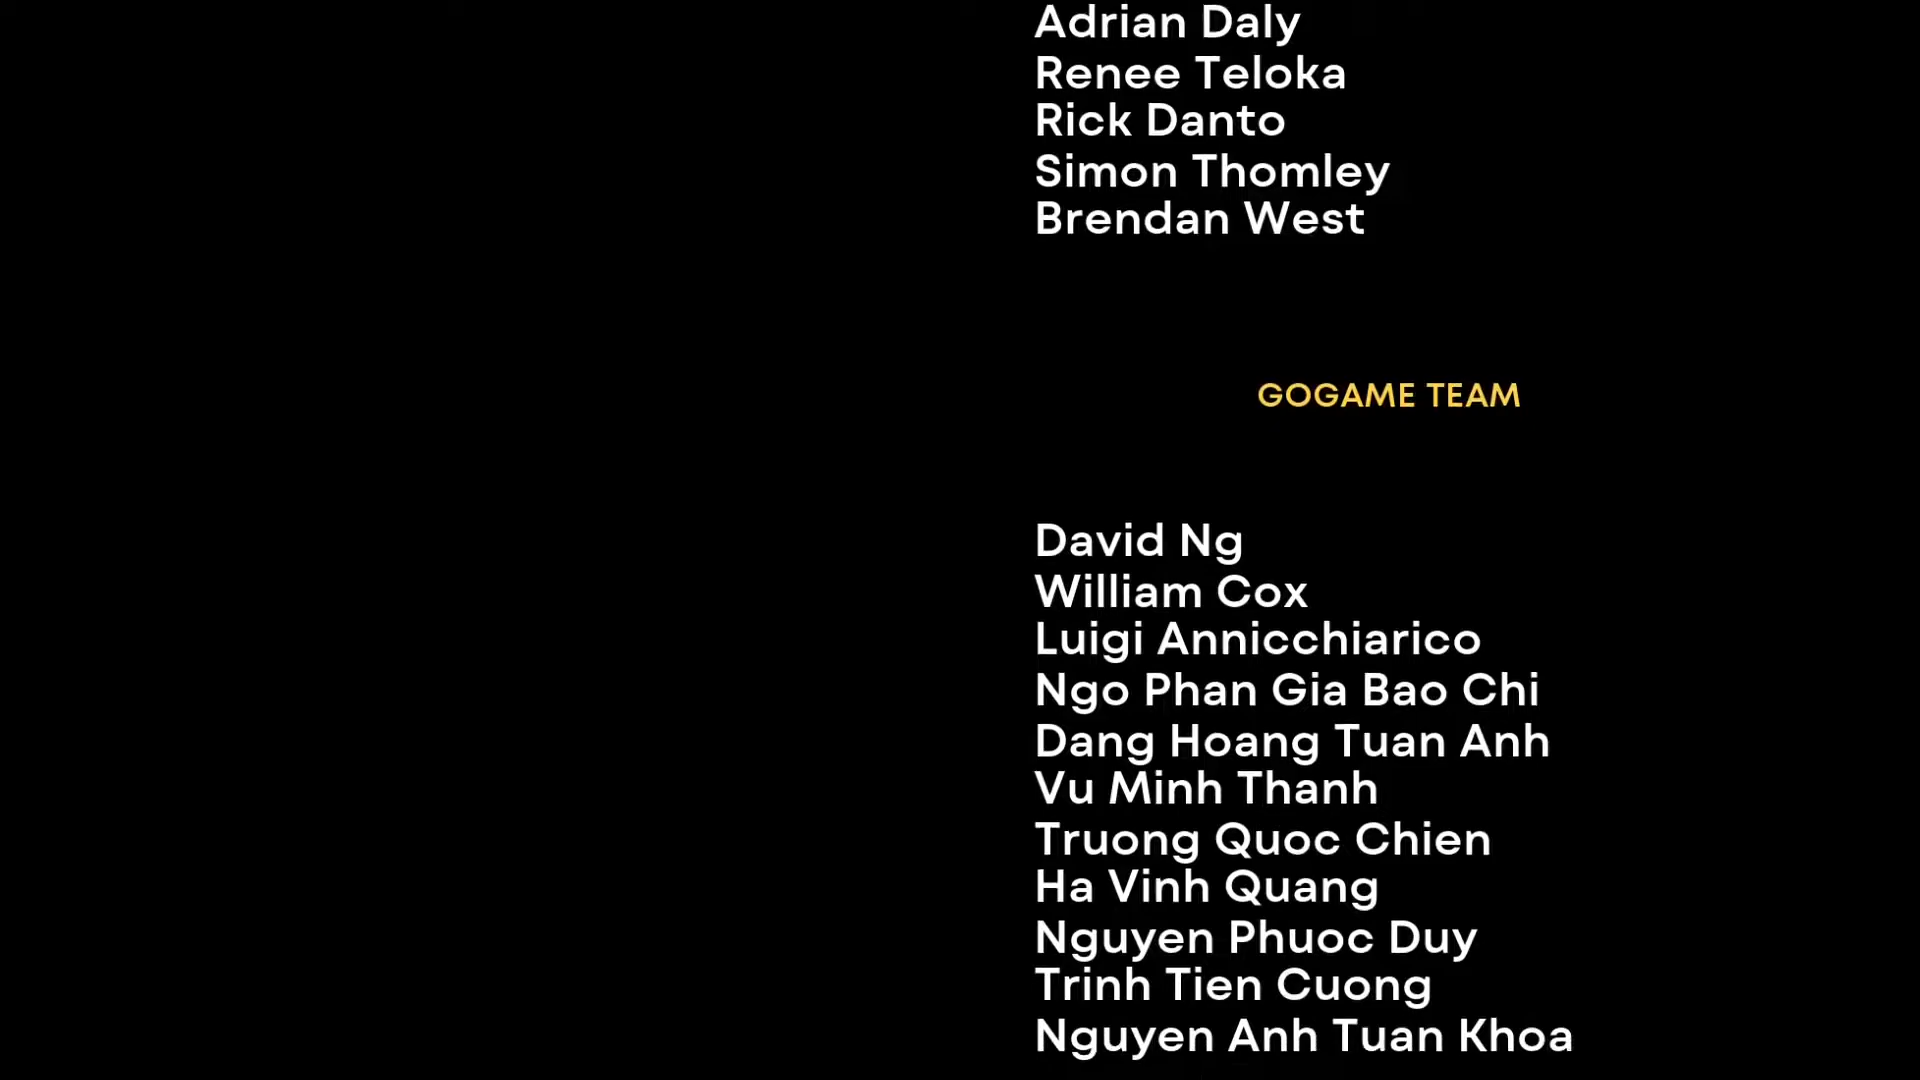 Adrian Daly
Renee Teloka
Rick Danto
Simon Thomley
Brendan West
GOGAME TEAM
David Ng
William Cox
Luigi Annicchiarico
Ngo Phan Gia Bao Chi
Dang Hoang Tuan Anh
Vu Minh Thanh
Truong Quoc Chien
Ha Vinh Quang
Nguyen Phuoc Duy
Trinh Tien Cuong
Nguyen Anh Tuan Khoa